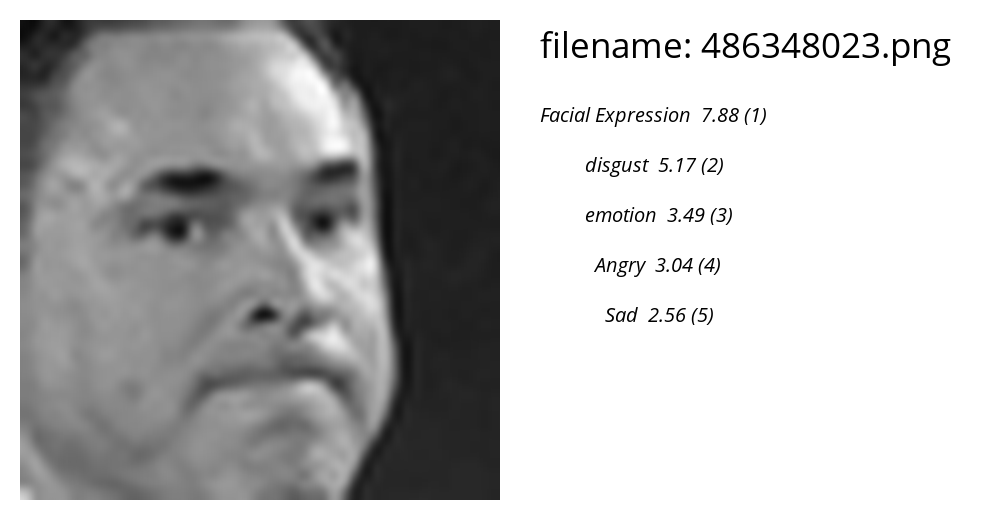 filename: 486348023.png
Facial Expression 7.88 (1)
disgust 5.17 (2)
emotion 3.49 (3)
Angry 3.04 (4)
Sad 2.56 (5)